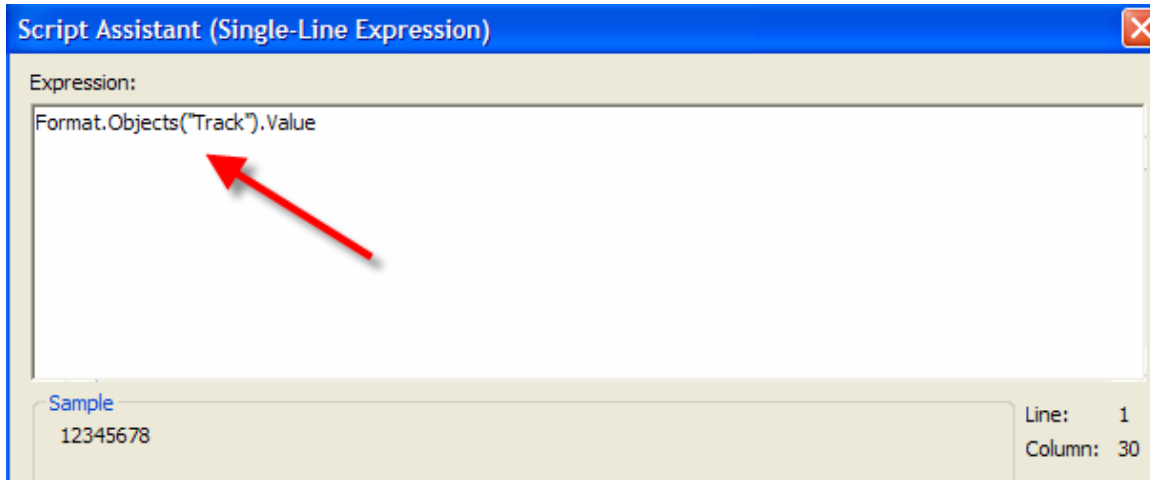 Script Assistant (Single-Line Expression)
Expression:
Format.Objects("Track").Value
Sample
12345678
Line: 1
Column: 30